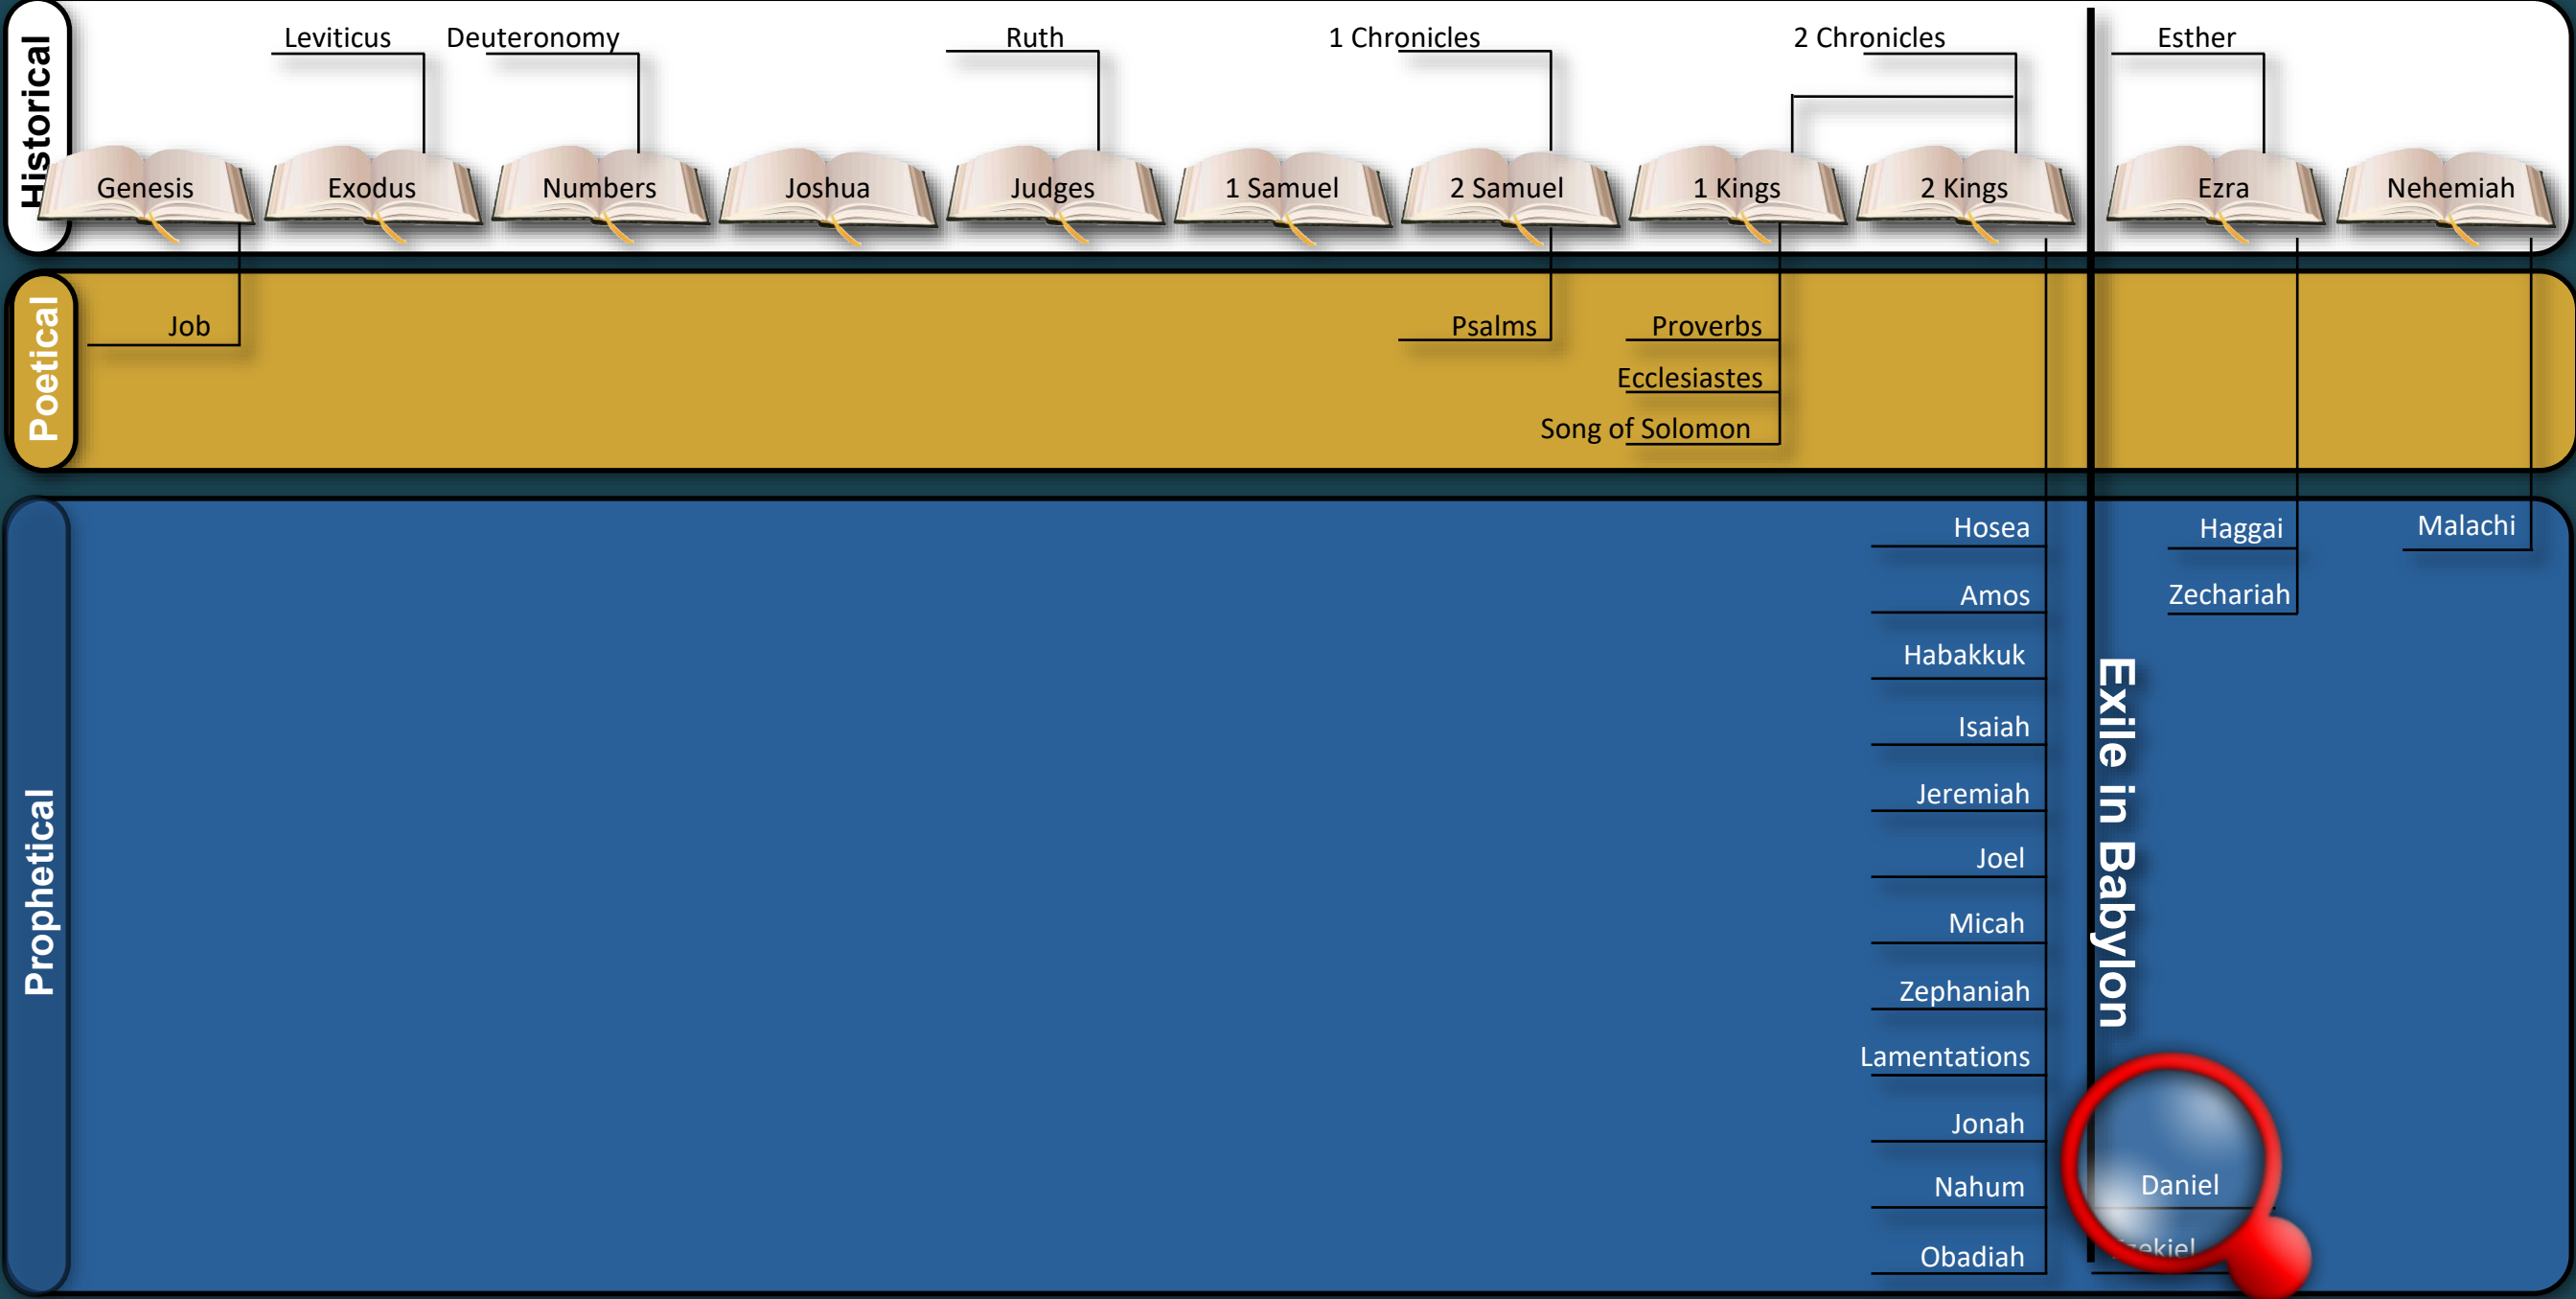 Historical
Leviticus
Deuteronomy
Ruth
1 Chronicles
2 Chronicles
Esther
Genesis
Exodus
Numbers
Joshua
Judges
1 Samuel
2 Samuel
1 Kings
2 Kings
Ezra
Nehemiah
Poetical
Job
Psalms
Proverbs
Ecclesiastes
Song of Solomon
Prophetical
Hosea
Amos
Habakkuk
Isaiah
Jeremiah
Joel
Micah
Zephaniah
Lamentations
Jonah
Nahum
Obadiah
Exile in Babylon
Haggai
Zechariah
Malachi
Daniel
Ezekiel